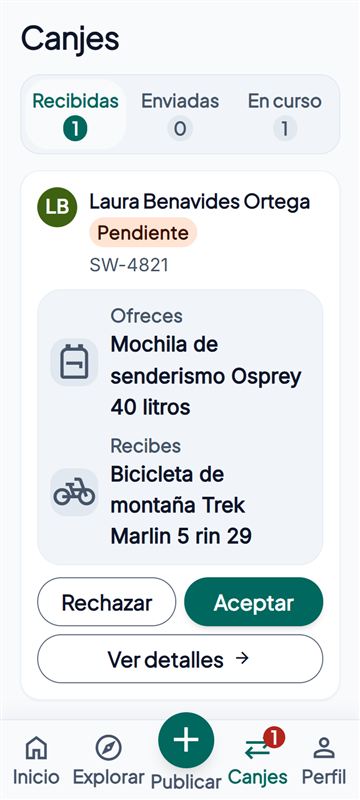 Canjes
Recibidas
Enviadas
En curso
1
0
1
LB
Laura Benavides Ortega
Pendiente
SW-4821
Ofreces
Mochila de
senderismo Osprey
40 litros
Recibes
Bicicleta de
montaña Trek
Marlin 5 rin 29
Rechazar
Aceptar
Ver detalles →
1
Inicio
Explorar
Publicar
Canjes
Perfil